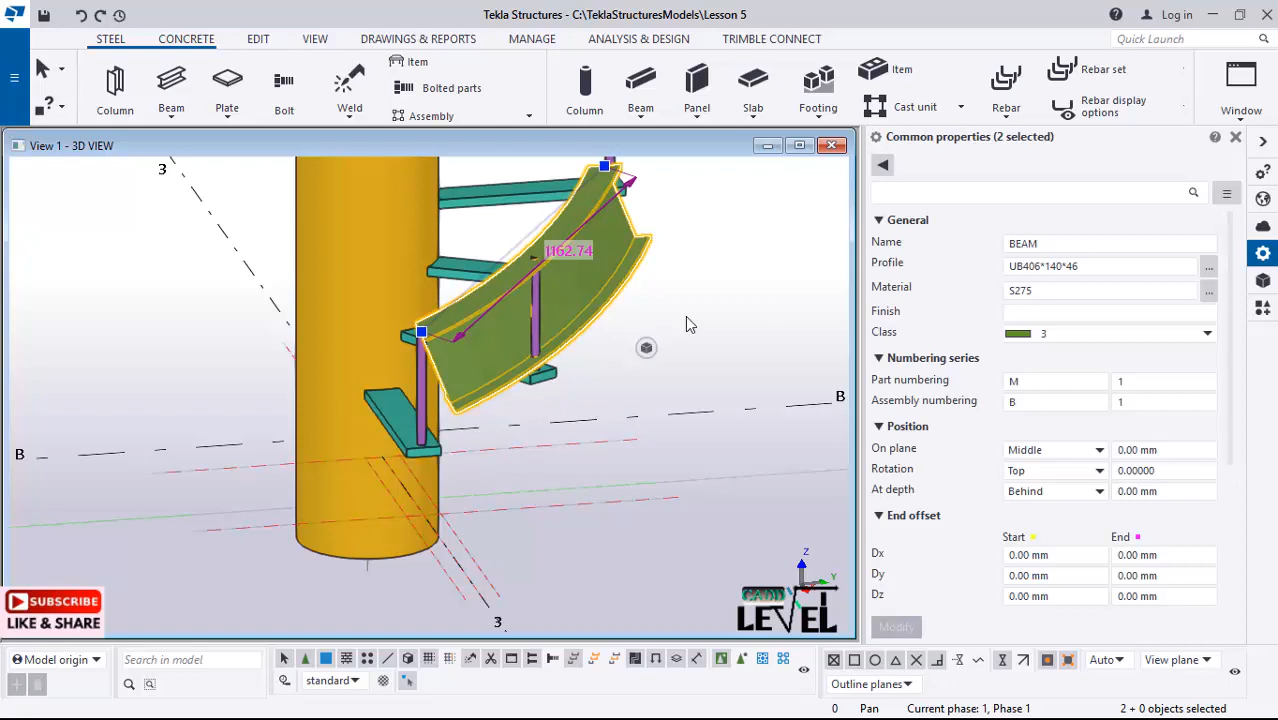 Tekla Structures - C:\TeklaStructuresModels\Lesson 5
Log in
STEEL
CONCRETE
EDIT
VIEW
DRAWINGS & REPORTS
MANAGE
ANALYSIS & DESIGN
TRIMBLE CONNECT
Quick Launch
Column
Beam
Plate
Bolt
Weld
Item
Bolted parts
Assembly
Column
Beam
Panel
Slab
Footing
Item
Cast unit
Rebar
Rebar set
Rebar display options
Window
View 1 - 3D VIEW
3
1162.74
B
B
3
Z
Y
SUBSCRIBE
LIKE & SHARE
CADD
LEVEL
Common properties (2 selected)
General
Name BEAM
Profile UB406*140*46
Material S275
Finish
Class 3
Numbering series
Part numbering M 1
Assembly numbering B 1
Position
On plane Middle 0.00 mm
Rotation Top 0.00000
At depth Behind 0.00 mm
End offset
Start End
Dx 0.00 mm 0.00 mm
Dy 0.00 mm 0.00 mm
Dz 0.00 mm 0.00 mm
Modify
Model origin
Search in model
standard
Auto
View plane
Outline planes
0 Pan Current phase: 1, Phase 1 2 + 0 objects selected